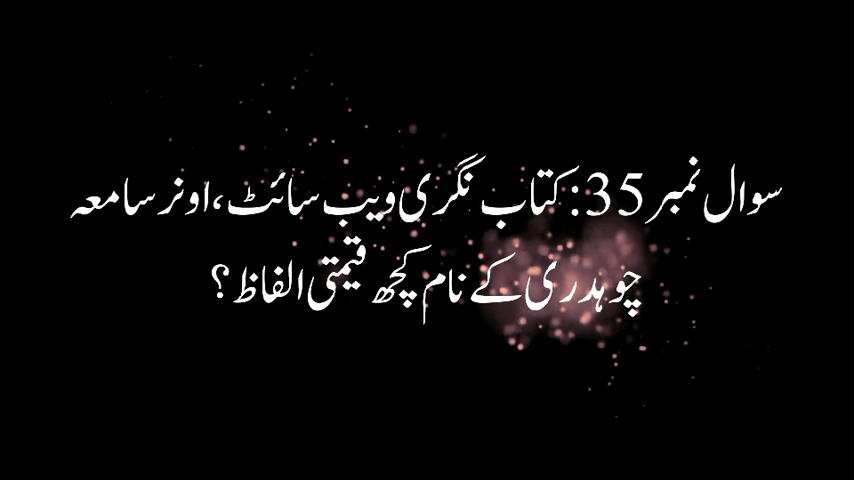 سوال نمبر 35: کتاب نگری ویب سائٹ، اونر سامعہ
چوہدری کے نام کچھ قیمتی الفاظ ؟